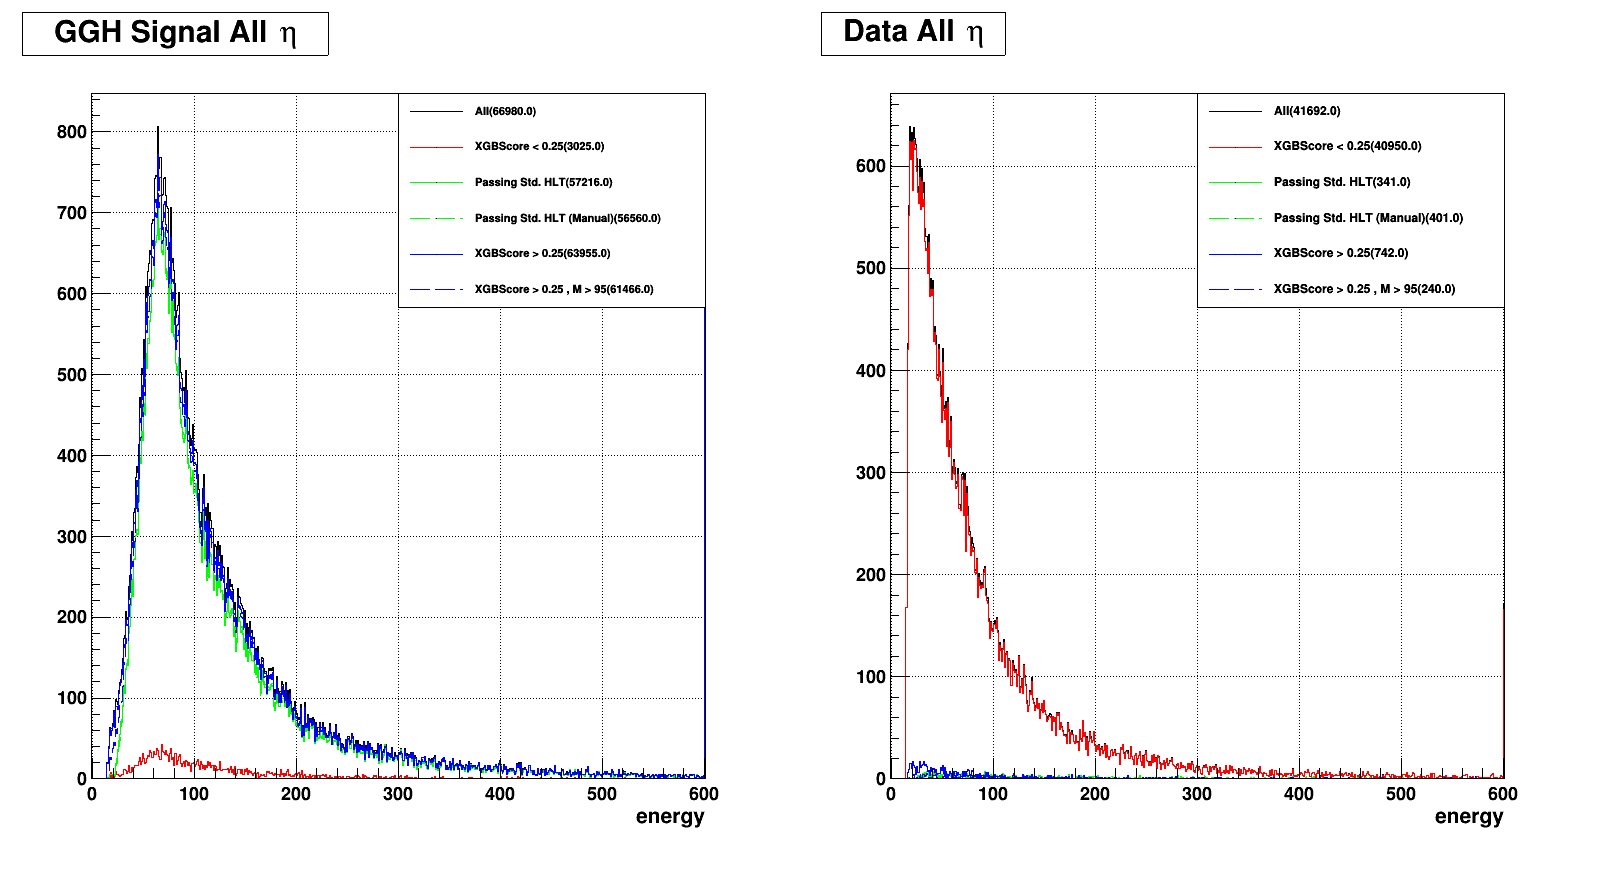 GGH Signal All η
All(66980.0)
XGBScore < 0.25(3025.0)
Passing Std. HLT(57216.0)
Passing Std. HLT (Manual)(56560.0)
XGBScore > 0.25(63955.0)
XGBScore > 0.25 , M > 95(61466.0)
800
700
600
500
400
300
200
100
0
0 100 200 300 400 500 600
energy
Data All η
All(41692.0)
XGBScore < 0.25(40950.0)
Passing Std. HLT(341.0)
Passing Std. HLT (Manual)(401.0)
XGBScore > 0.25(742.0)
XGBScore > 0.25 , M > 95(240.0)
600
500
400
300
200
100
0
0 100 200 300 400 500 600
energy